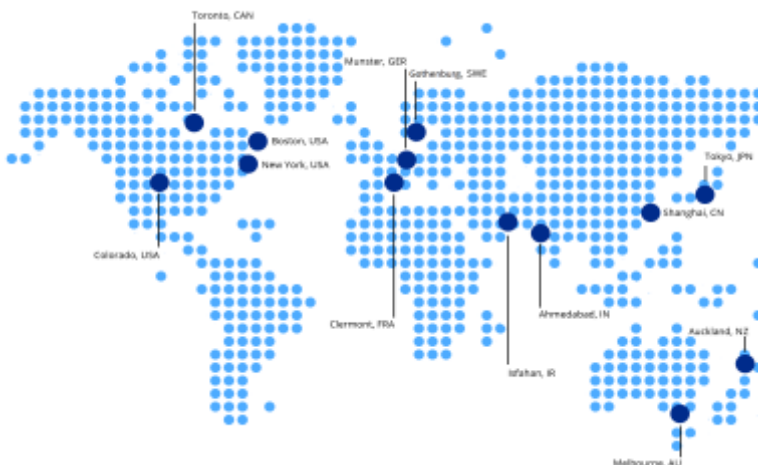 Toronto, CAN
Munster, GER
Gothenburg, SWE
Boston, USA
New York, USA
Tokyo, JPN
Shanghai, CN
Colorado, USA
Ahmedabad, IN
Clermont, FRA
Auckland, NZ
Isfahan, IR
Melbourne, AU